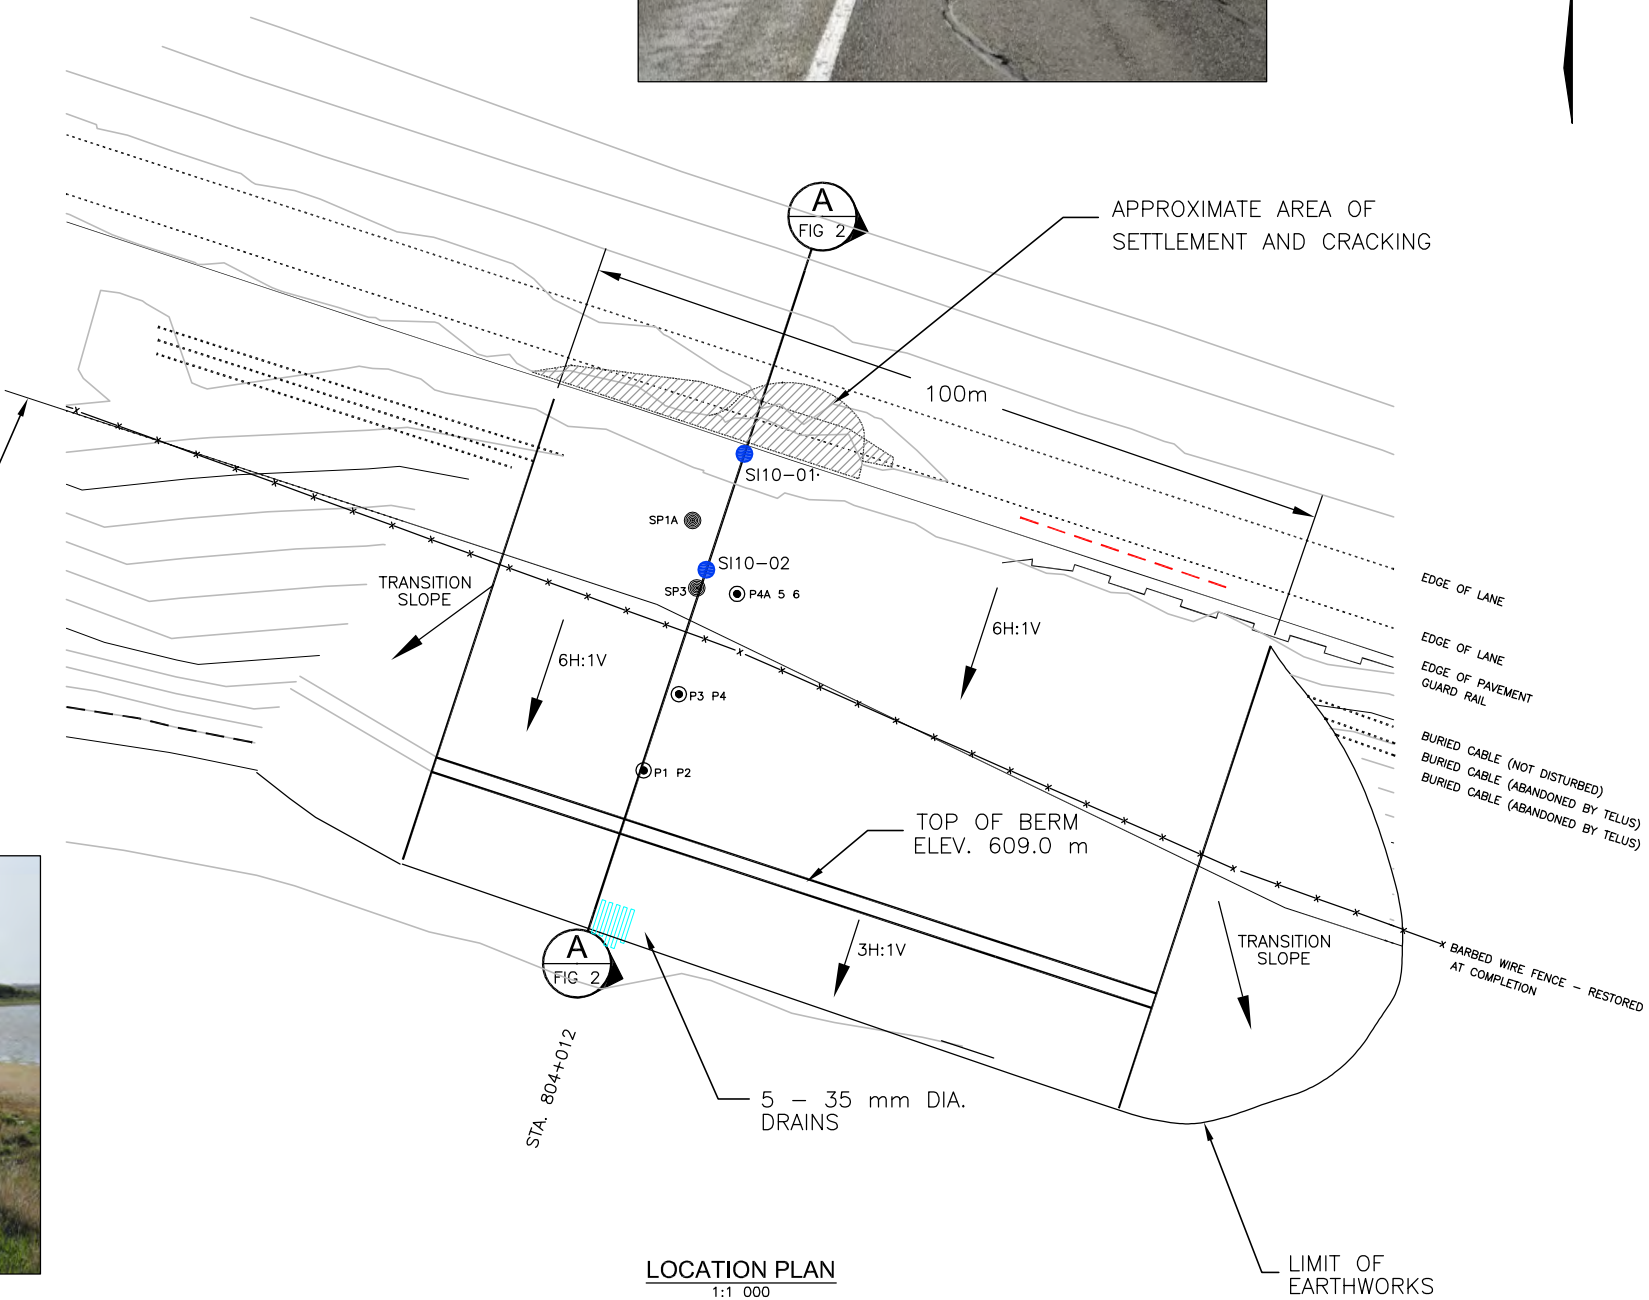 A
FIG 2
APPROXIMATE AREA OF
SETTLEMENT AND CRACKING
100m
SI10-01
SP1A
SI10-02
SP3
P4A 5 6
TRANSITION
SLOPE
6H:1V
6H:1V
P3 P4
P1 P2
EDGE OF LANE
EDGE OF LANE
EDGE OF PAVEMENT
GUARD RAIL
BURIED CABLE (NOT DISTURBED)
BURIED CABLE (ABANDONED BY TELUS)
BURIED CABLE (ABANDONED BY TELUS)
TOP OF BERM
ELEV. 609.0 m
3H:1V
TRANSITION
SLOPE
BARBED WIRE FENCE - RESTORED
AT COMPLETION
A
FIG 2
STA. 804+012
5 - 35 mm DIA.
DRAINS
LIMIT OF
EARTHWORKS
LOCATION PLAN
1:1 000